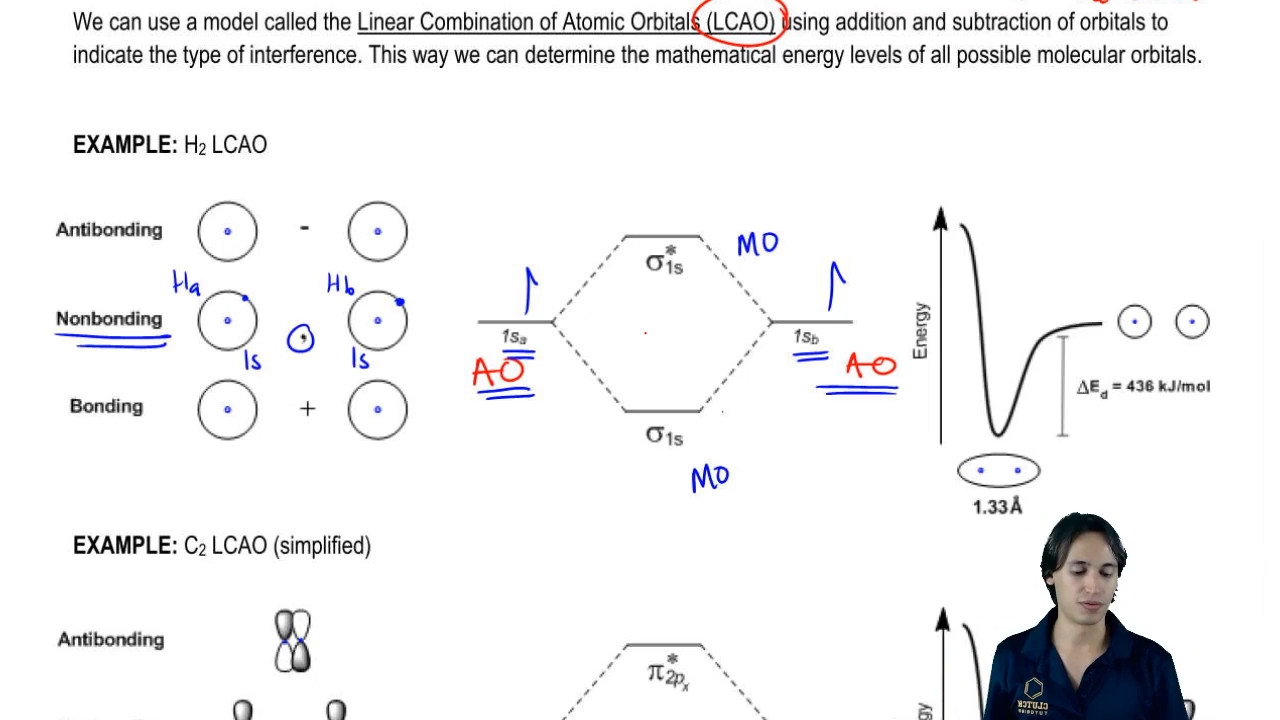 We can use a model called the Linear Combination of Atomic Orbitals (LCAO) using addition and subtraction of orbitals to
indicate the type of interference. This way we can determine the mathematical energy levels of all possible molecular orbitals.
EXAMPLE: H₂ LCAO
Antibonding
-
Ha
Hb
Nonbonding
,
1s
1s
Bonding
+
MO
σ*1s
1sₐ
1s_b
AO
AO
σ1s
MO
Energy
ΔE_d = 436 kJ/mol
1.33Å
EXAMPLE: C₂ LCAO (simplified)
Antibonding
π*2pₓ
CLUTCH